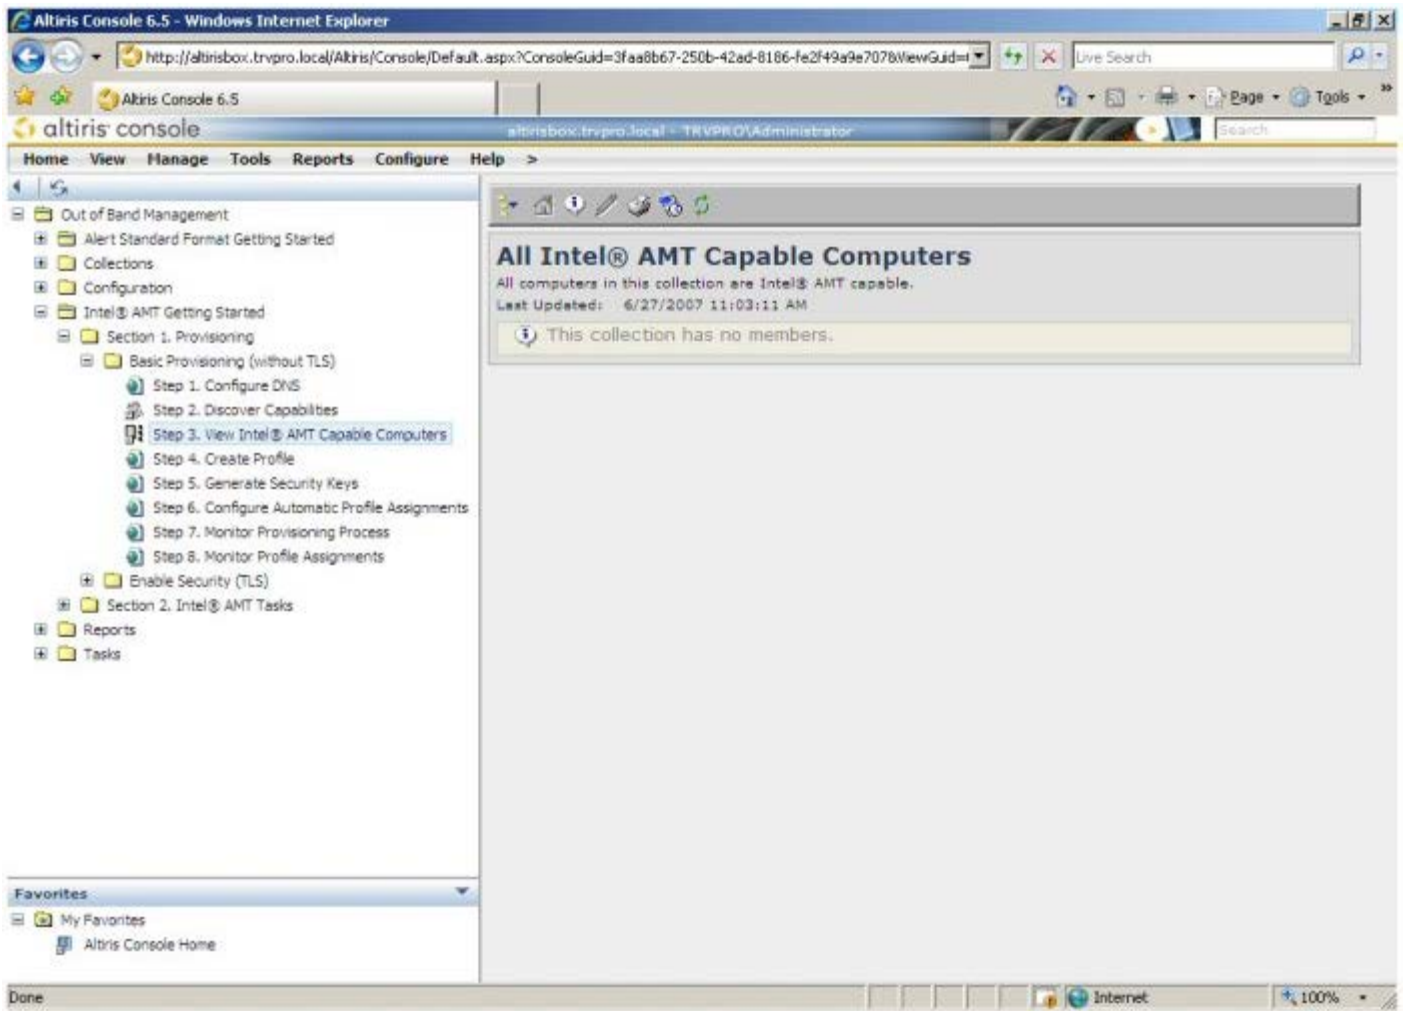 Altiris Console 6.5 - Windows Internet Explorer
http://altirisbox.trvpro.local/Altiris/Console/Default.aspx?ConsoleGuid=3faa8b67-250b-42ad-8186-fe2f49a9e707&ViewGuid=
Live Search
Altiris Console 6.5
Page
Tools
altiris console
altirisbox.trvpro.local - TRVPRO\Administrator
Search
Home View Manage Tools Reports Configure Help >
Out of Band Management
Alert Standard Format Getting Started
Collections
Configuration
Intel® AMT Getting Started
Section 1. Provisioning
Basic Provisioning (without TLS)
Step 1. Configure DNS
Step 2. Discover Capabilities
Step 3. View Intel® AMT Capable Computers
Step 4. Create Profile
Step 5. Generate Security Keys
Step 6. Configure Automatic Profile Assignments
Step 7. Monitor Provisioning Process
Step 8. Monitor Profile Assignments
Enable Security (TLS)
Section 2. Intel® AMT Tasks
Reports
Tasks
All Intel® AMT Capable Computers
All computers in this collection are Intel® AMT capable.
Last Updated: 6/27/2007 11:03:11 AM
This collection has no members.
Favorites
My Favorites
Altiris Console Home
Done
Internet
100%